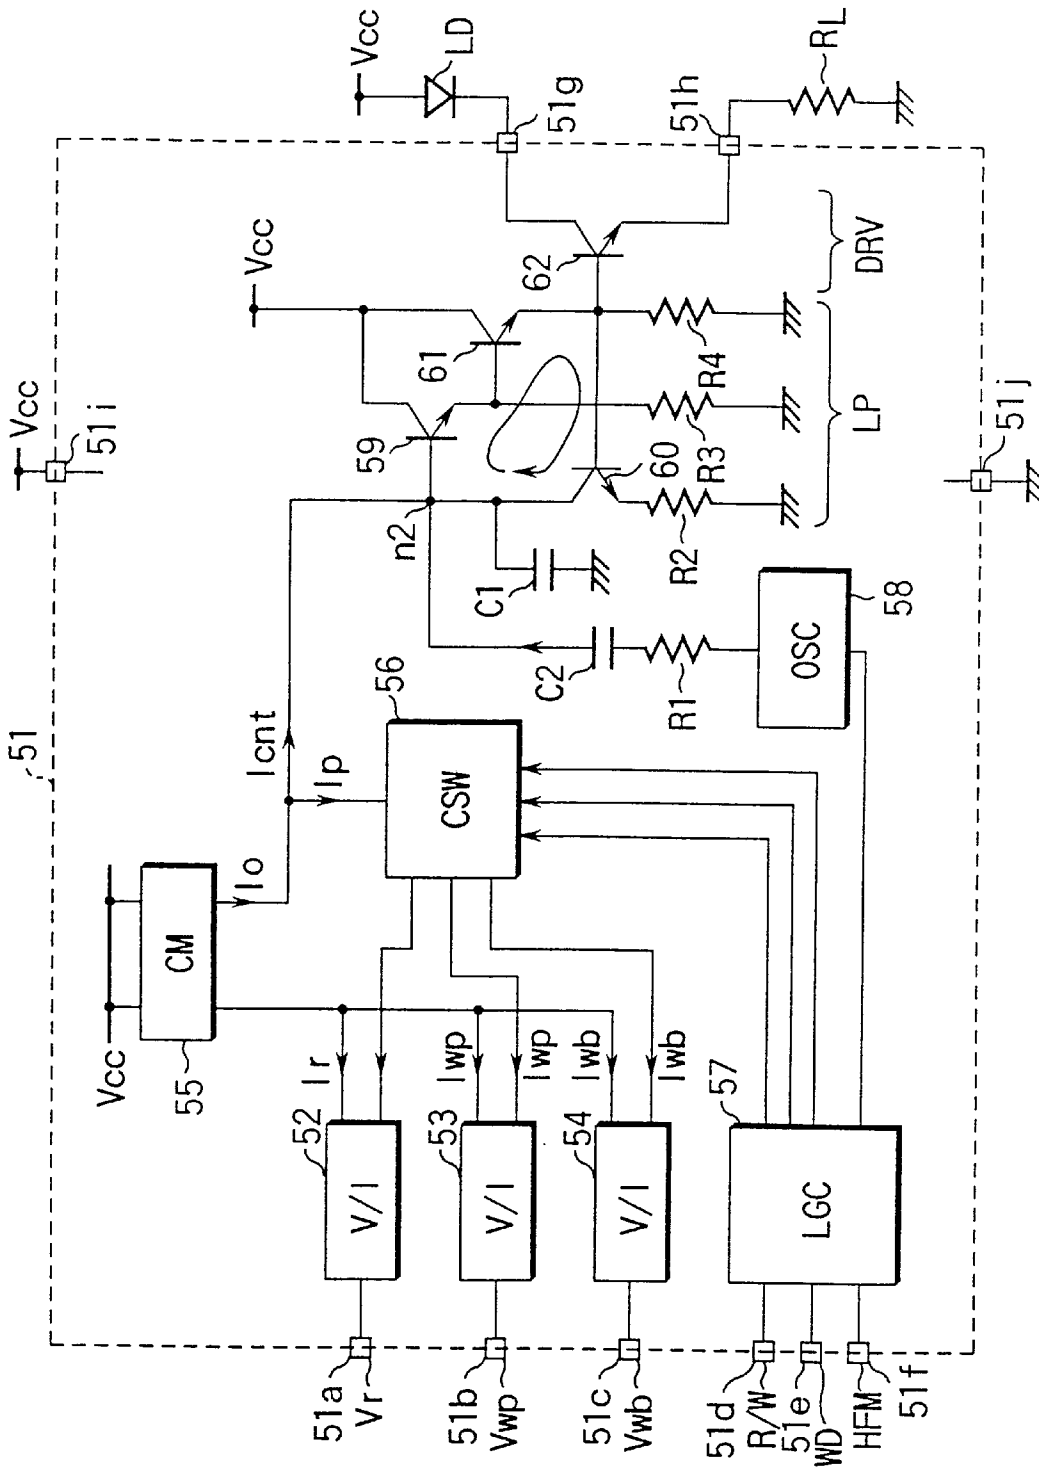 51
Vcc
51i
Vcc
CM
55
Io
Icnt
Ip
n2
59
61
Vcc
62
Vcc
LD
51g
51h
RL
56
CSW
C2
R1
C1
60
R2
R3
R4
LP
DRV
OSC
58
51j
52
V/I
Ir
53
V/I
Iwp
Iwp
54
V/I
Iwb
Iwb
57
LGC
51a
Vr
51b
Vwp
51c
Vwb
51d
R/W
51e
WD
HFM
51f